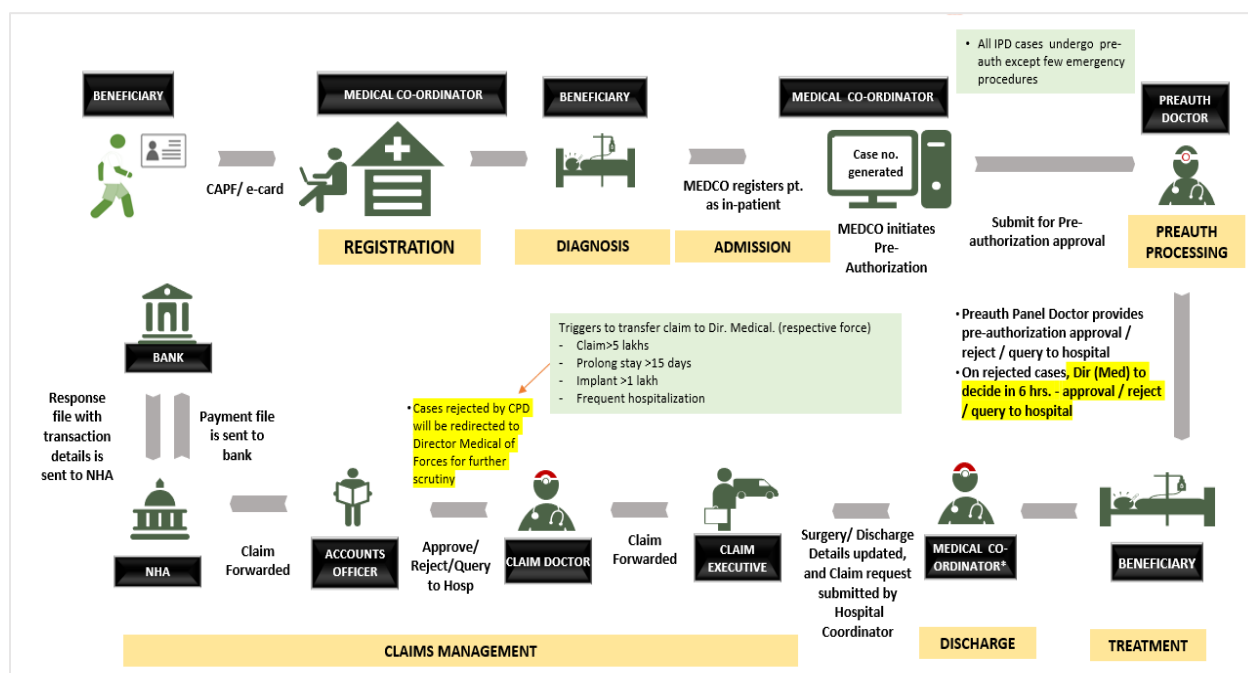 • All IPD cases undergo pre-
auth except few emergency
procedures
BENEFICIARY
MEDICAL CO-ORDINATOR
BENEFICIARY
MEDICAL CO-ORDINATOR
PREAUTH
DOCTOR
Case no.
generated
CAPF/ e-card
MEDCO registers pt.
as in-patient
MEDCO initiates
Pre-
Authorization
Submit for Pre-
authorization approval
REGISTRATION
DIAGNOSIS
ADMISSION
PREAUTH
PROCESSING
• Preauth Panel Doctor provides
pre-authorization approval /
reject / query to hospital
• On rejected cases, Dir (Med) to
decide in 6 hrs. - approval / reject
/ query to hospital
Triggers to transfer claim to Dir. Medical. (respective force)
- Claim>5 lakhs
- Prolong stay >15 days
- Implant >1 lakh
- Frequent hospitalization
BANK
Response
file with
transaction
details is
sent to NHA
Payment file
is sent to
bank
• Cases rejected by CPD
will be redirected to
Director Medical of
Forces for further
scrutiny
NHA
Claim
Forwarded
ACCOUNTS
OFFICER
Approve/
Reject/Query
to Hosp
CLAIM DOCTOR
Claim
Forwarded
CLAIM
EXECUTIVE
Surgery/ Discharge
Details updated,
and Claim request
submitted by
Hospital
Coordinator
MEDICAL CO-
ORDINATOR*
BENEFICIARY
CLAIMS MANAGEMENT
DISCHARGE
TREATMENT